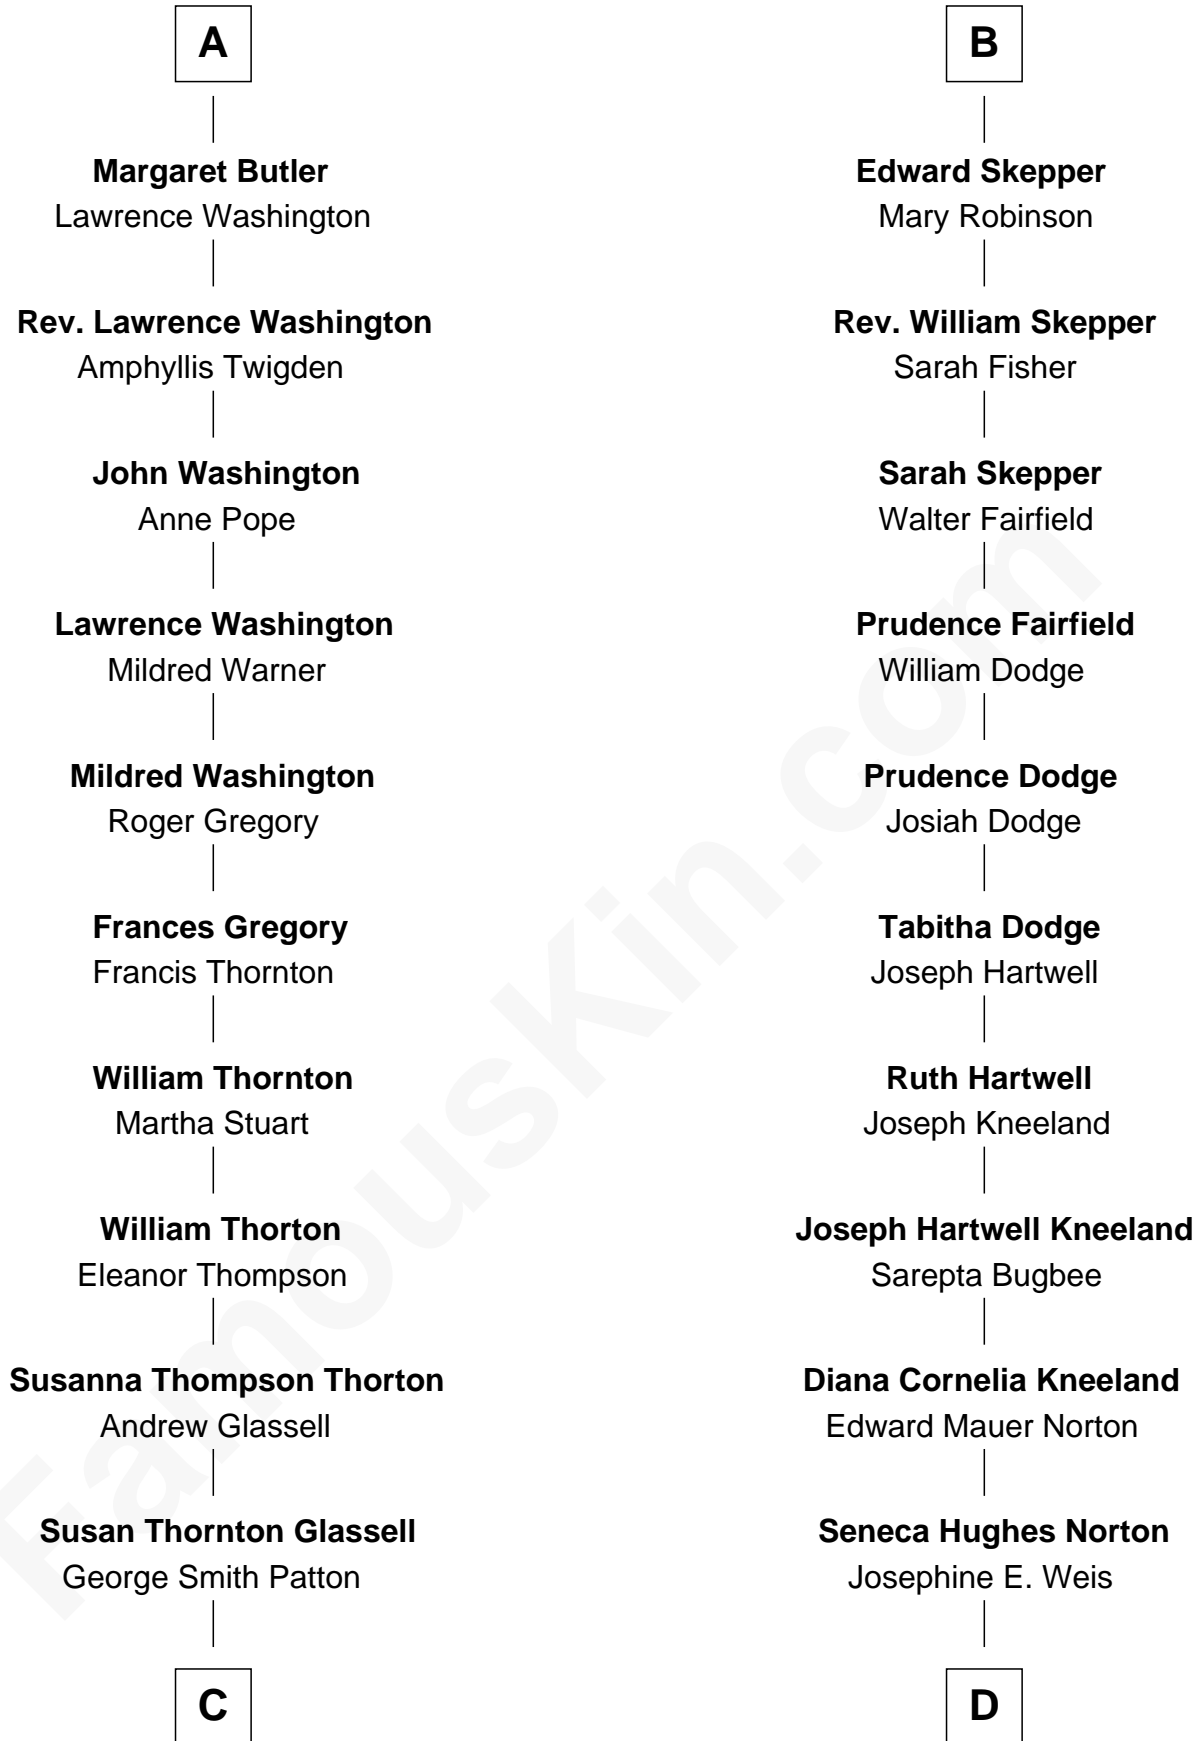 A
Margaret Butler
Lawrence Washington
Rev. Lawrence Washington
Amphyllis Twigden
John Washington
Anne Pope
Lawrence Washington
Mildred Warner
Mildred Washington
Roger Gregory
Frances Gregory
Francis Thornton
William Thornton
Martha Stuart
William Thorton
Eleanor Thompson
Susanna Thompson Thorton
Andrew Glassell
Susan Thornton Glassell
George Smith Patton
C
B
Edward Skepper
Mary Robinson
Rev. William Skepper
Sarah Fisher
Sarah Skepper
Walter Fairfield
Prudence Fairfield
William Dodge
Prudence Dodge
Josiah Dodge
Tabitha Dodge
Joseph Hartwell
Ruth Hartwell
Joseph Kneeland
Joseph Hartwell Kneeland
Sarepta Bugbee
Diana Cornelia Kneeland
Edward Mauer Norton
Seneca Hughes Norton
Josephine E. Weis
D
FamousKin.com